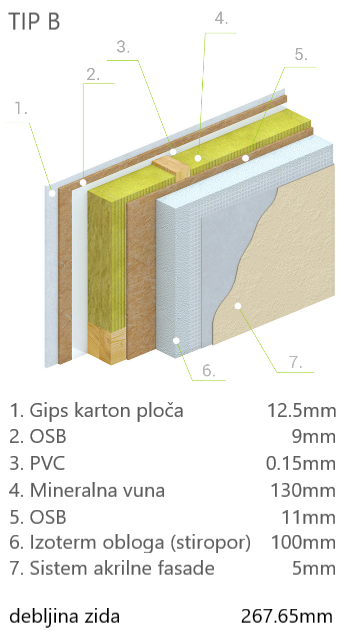 TIP B
4.
3.
5.
2.
1.
6.
7.
1. Gips karton ploča 12.5mm
2. OSB 9mm
3. PVC 0.15mm
4. Mineralna vuna 130mm
5. OSB 11mm
6. Izoterm obloga (stiropor) 100mm
7. Sistem akrilne fasade 5mm
debljina zida 267.65mm